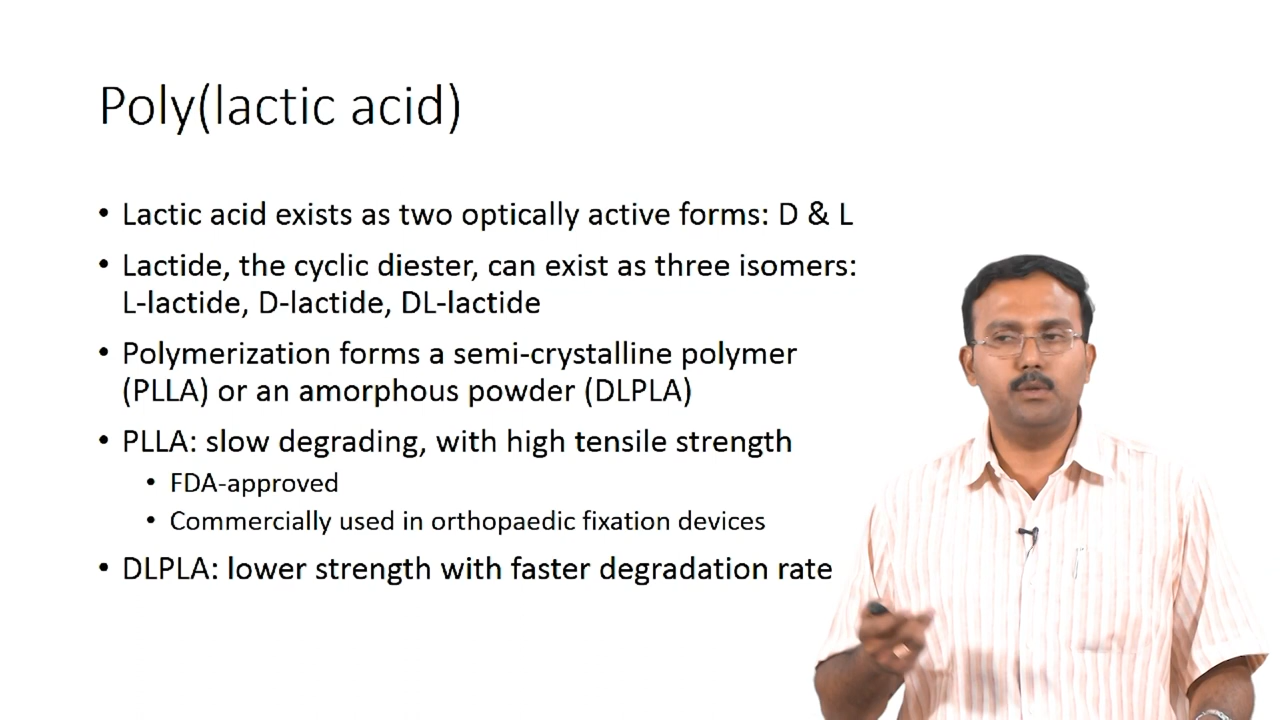 Poly(lactic acid)
• Lactic acid exists as two optically active forms: D & L
• Lactide, the cyclic diester, can exist as three isomers:
L-lactide, D-lactide, DL-lactide
• Polymerization forms a semi-crystalline polymer
(PLLA) or an amorphous powder (DLPLA)
• PLLA: slow degrading, with high tensile strength
• FDA-approved
• Commercially used in orthopaedic fixation devices
• DLPLA: lower strength with faster degradation rate